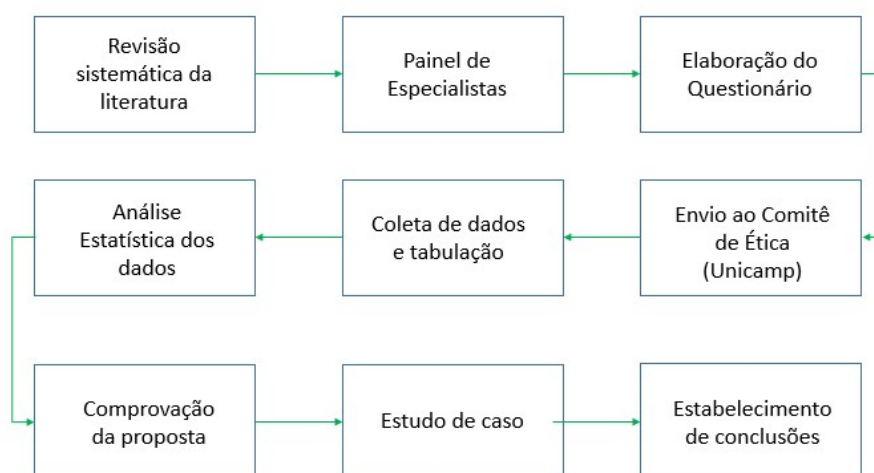 Revisão
sistemática da
literatura
Painel de
Especialistas
Elaboração do
Questionário
Análise
Estatística dos
dados
Coleta de dados
e tabulação
Envio ao Comitê
de Ética
(Unicamp)
Comprovação
da proposta
Estudo de caso
Estabelecimento
de conclusões